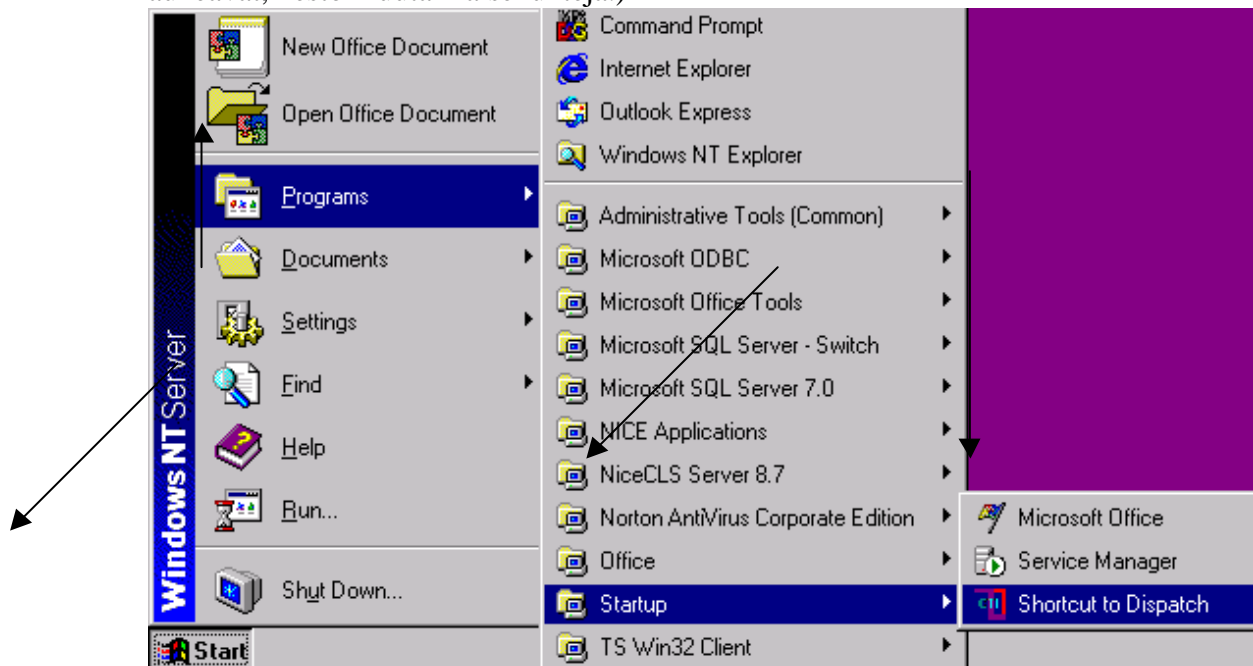 New Office Document
Open Office Document
Programs
Documents
Settings
Find
Help
Run...
Shut Down...
Windows NT Server
Start
Command Prompt
Internet Explorer
Outlook Express
Windows NT Explorer
Administrative Tools (Common)
Microsoft ODBC
Microsoft Office Tools
Microsoft SQL Server - Switch
Microsoft SQL Server 7.0
NICE Applications
NiceCLS Server 8.7
Norton AntiVirus Corporate Edition
Office
Startup
TS Win32 Client
Microsoft Office
Service Manager
CTI
Shortcut to Dispatch